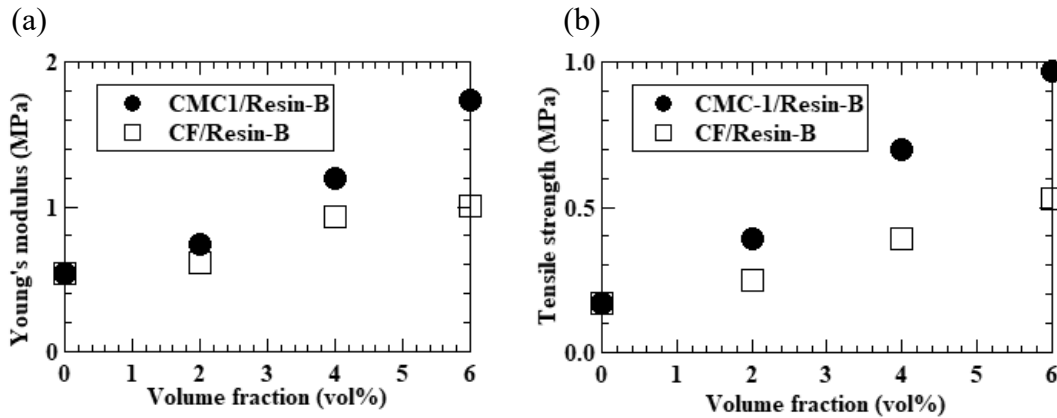 (a)
2
1
0
Young's modulus (MPa)
CMC1/Resin-B
CF/Resin-B
0 1 2 3 4 5 6
Volume fraction (vol%)
(b)
1.0
0.5
0.0
Tensile strength (MPa)
CMC-1/Resin-B
CF/Resin-B
0 1 2 3 4 5 6
Volume fraction (vol%)